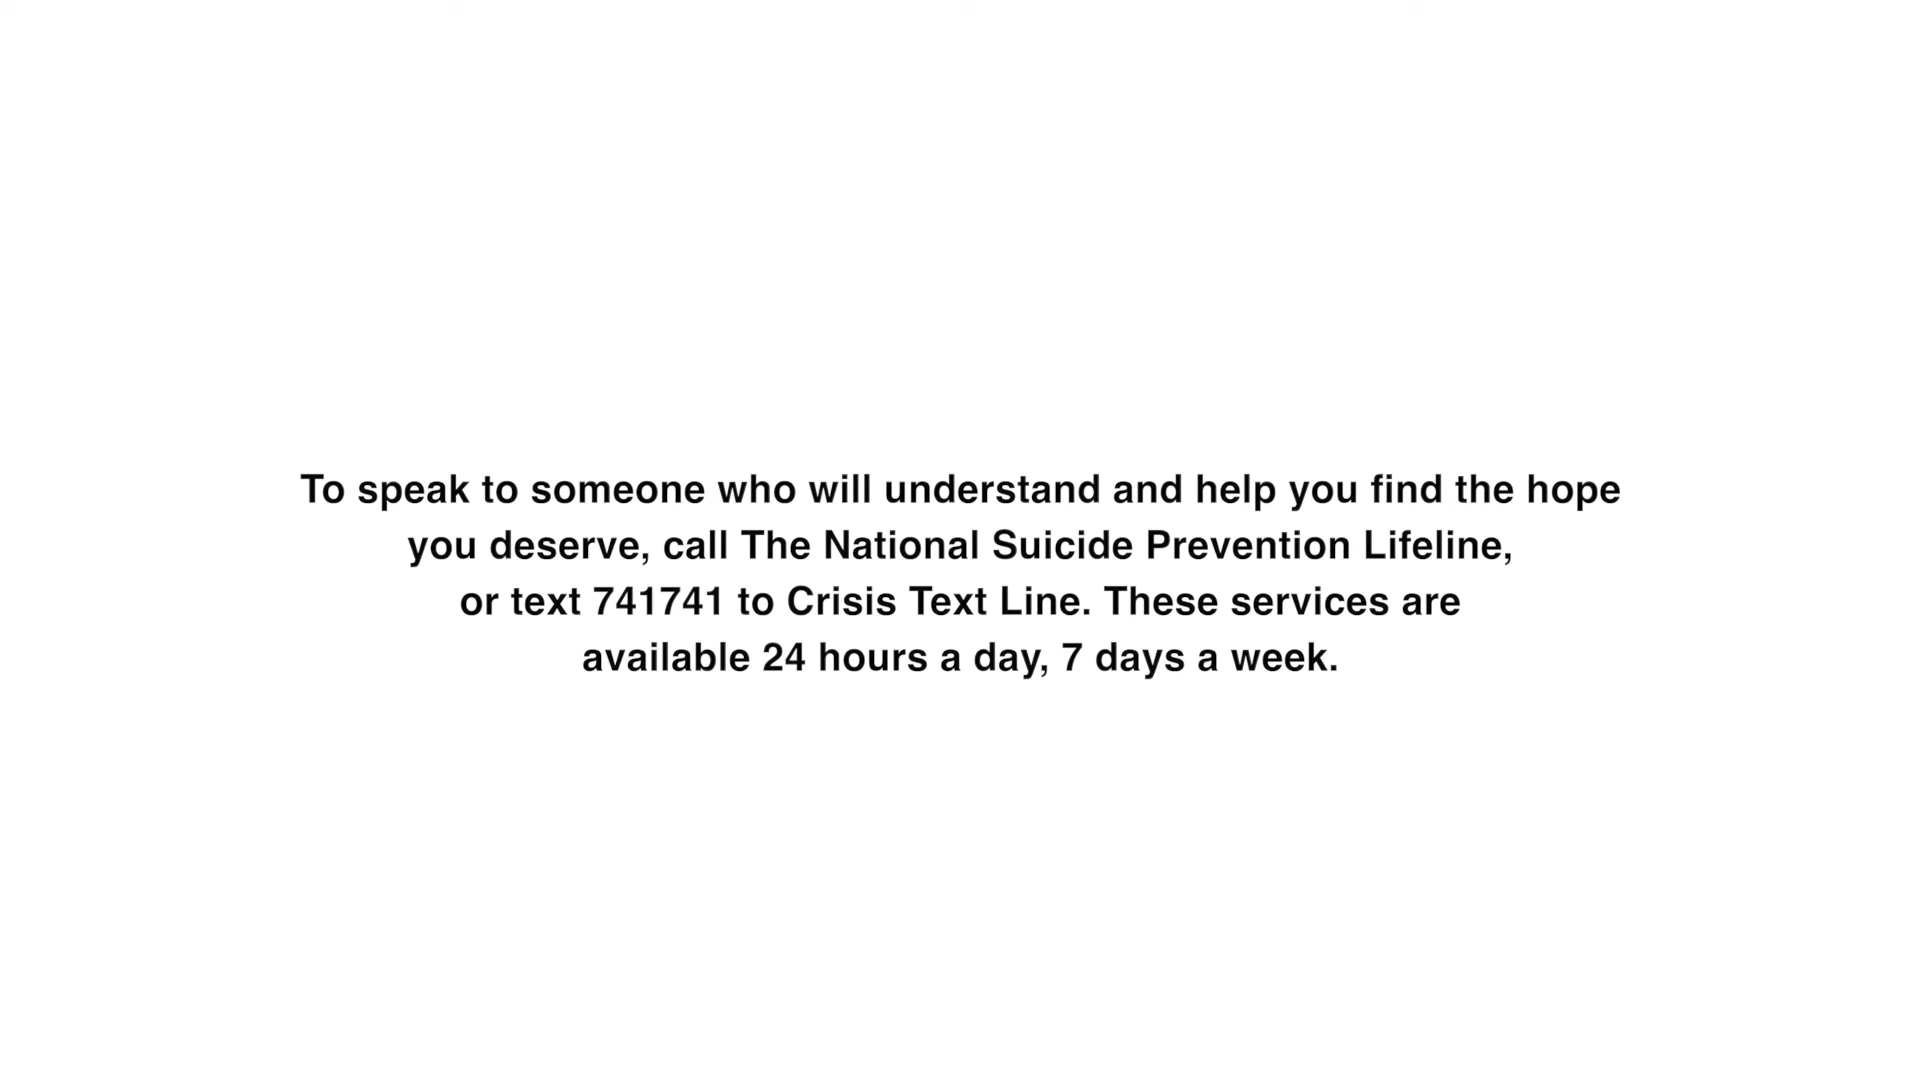 To speak to someone who will understand and help you find the hope
you deserve, call The National Suicide Prevention Lifeline,
or text 741741 to Crisis Text Line. These services are
available 24 hours a day, 7 days a week.